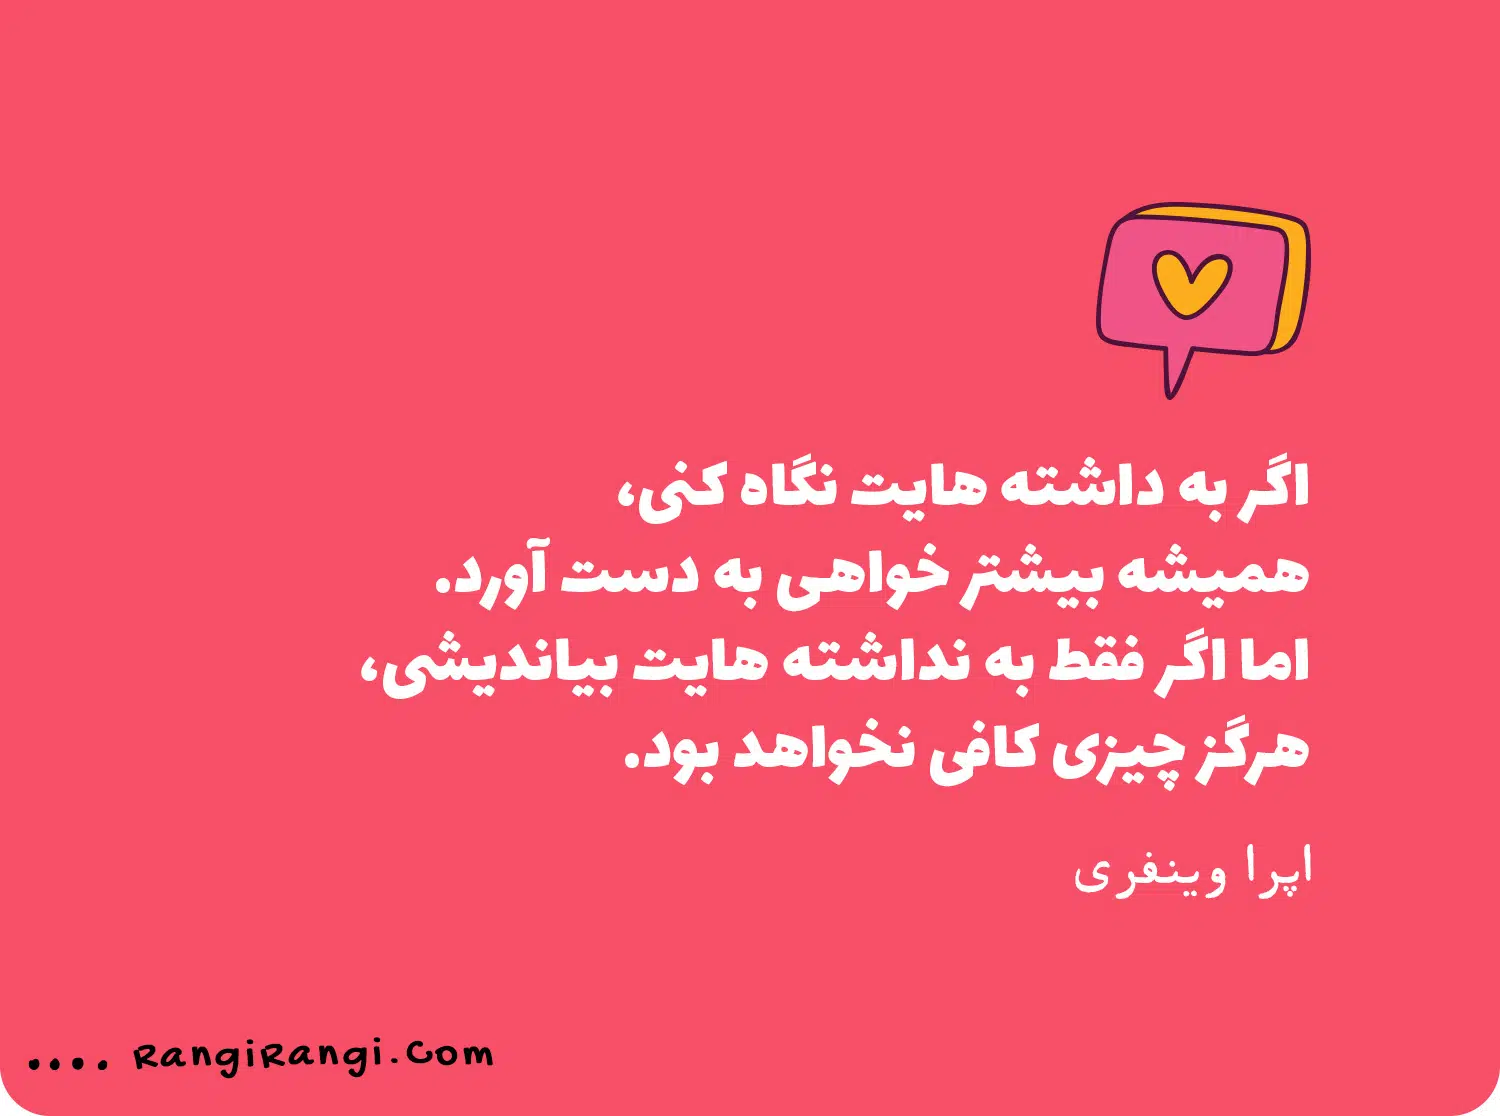 اگر به داشته هایت نگاه کنی،
همیشه بیشتر خواهی به دست آورد.
اما اگر فقط به نداشته هایت بیاندیشی،
هرگز چیزی کافی نخواهد بود.
اپرا وینفری
.... RangiRangi.Com